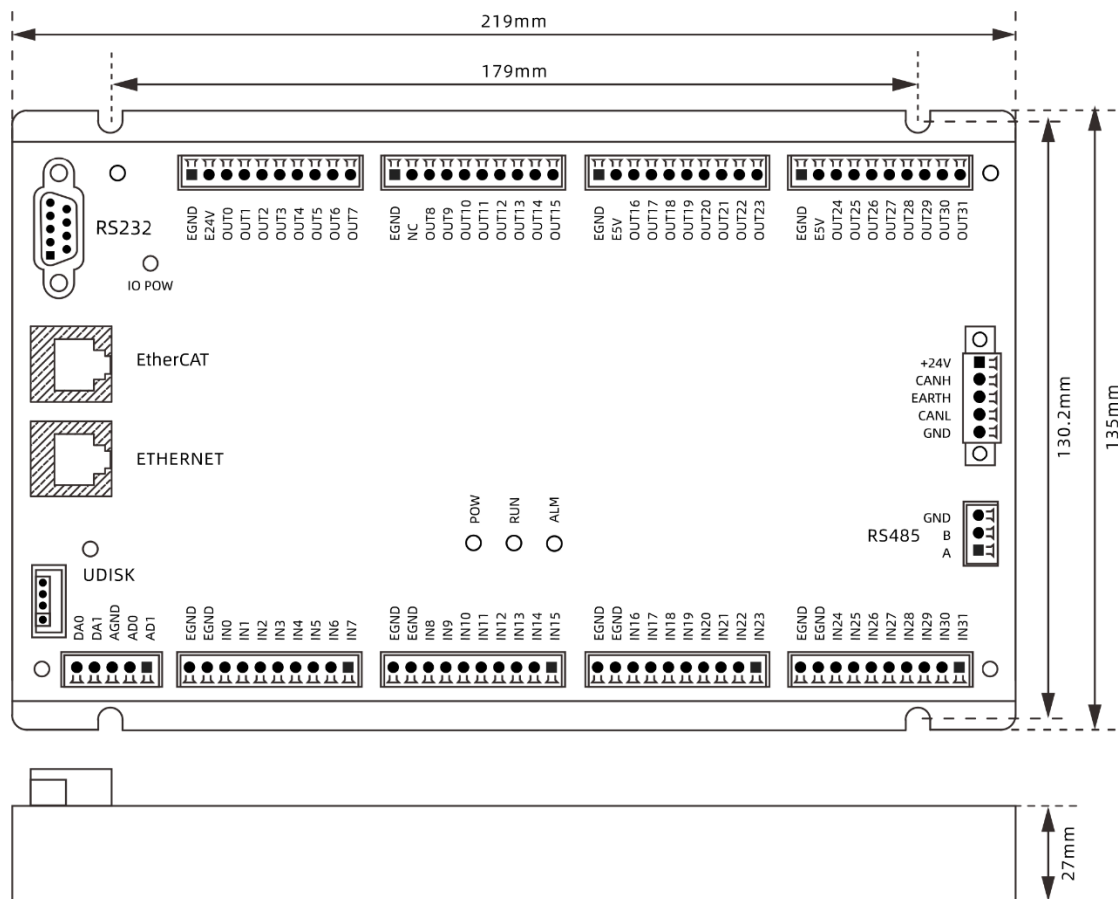 219mm
179mm
RS232
IO POW
EGND
E24V
OUT0
OUT1
OUT2
OUT3
OUT4
OUT5
OUT6
OUT7
EGND
NC
OUT8
OUT9
OUT10
OUT11
OUT12
OUT13
OUT14
OUT15
EGND
E5V
OUT16
OUT17
OUT18
OUT19
OUT20
OUT21
OUT22
OUT23
EGND
E5V
OUT24
OUT25
OUT26
OUT27
OUT28
OUT29
OUT30
OUT31
EtherCAT
ETHERNET
+24V
CANH
EARTH
CANL
GND
130.2mm
135mm
POW
RUN
ALM
RS485
GND
B
A
UDISK
DA0
DA1
AGND
AD0
AD1
EGND
EGND
IN0
IN1
IN2
IN3
IN4
IN5
IN6
IN7
EGND
EGND
IN8
IN9
IN10
IN11
IN12
IN13
IN14
IN15
EGND
EGND
IN16
IN17
IN18
IN19
IN20
IN21
IN22
IN23
EGND
EGND
IN24
IN25
IN26
IN27
IN28
IN29
IN30
IN31
27mm